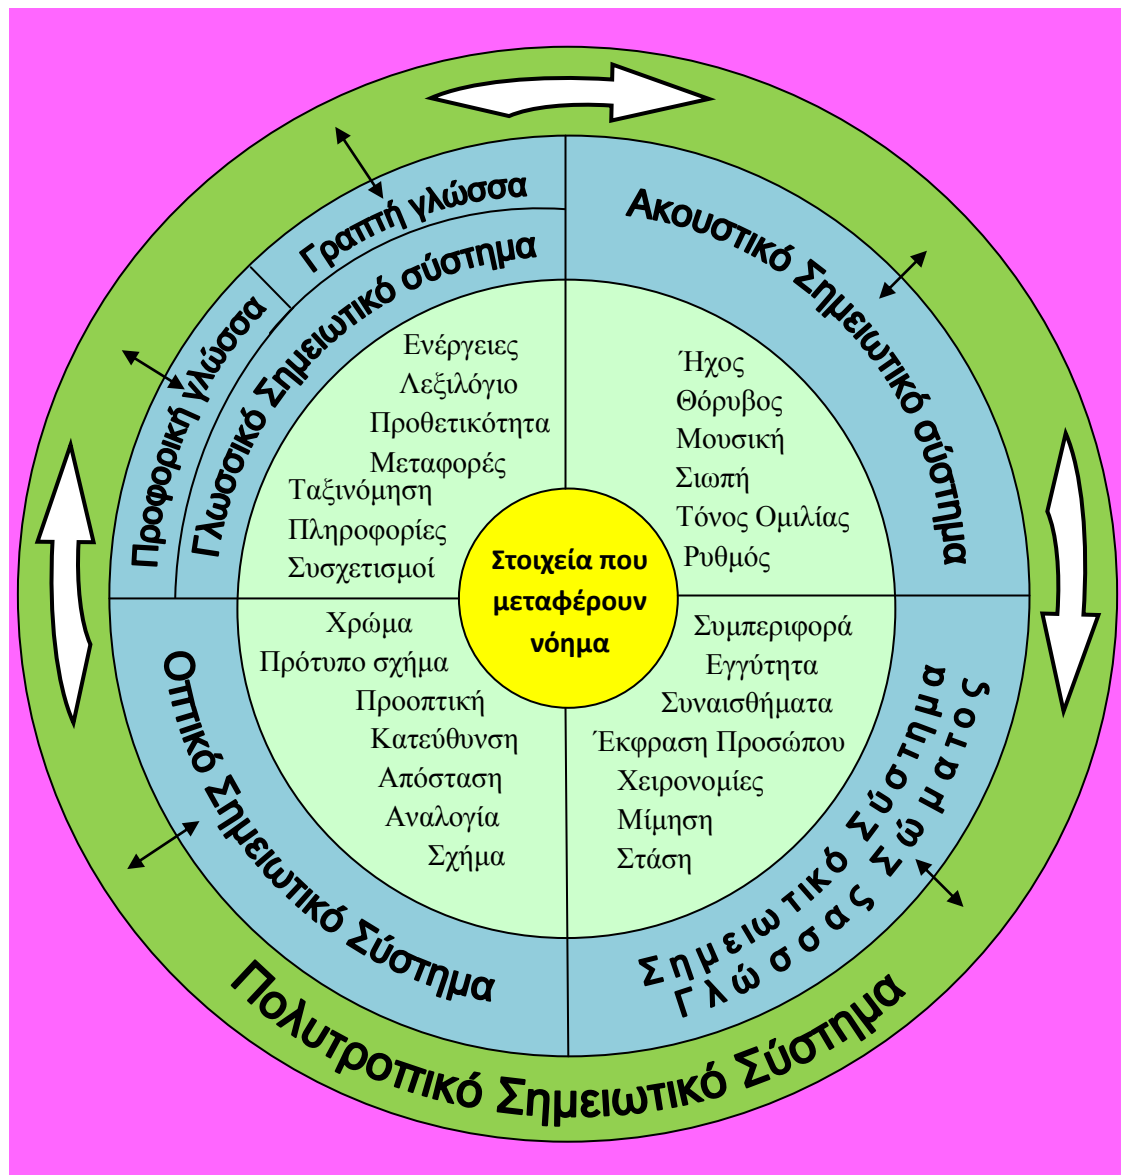 Γραπτή γλώσσα
Προφορική γλώσσα
Γλωσσικό Σημειωτικό σύστημα
Ενέργειες
Λεξιλόγιο
Προθετικότητα
Μεταφορές
Ταξινόμηση
Πληροφορίες
Συσχετισμοί
Ακουστικό Σημειωτικό σύστημα
Ήχος
Θόρυβος
Μουσική
Σιωπή
Τόνος Ομιλίας
Ρυθμός
Στοιχεία που
μεταφέρουν
νόημα
Οπτικό Σημειωτικό Σύστημα
Χρώμα
Πρότυπο σχήμα
Προοπτική
Κατεύθυνση
Απόσταση
Αναλογία
Σχήμα
Συμπεριφορά
Εγγύτητα
Συναισθήματα
Έκφραση Προσώπου
Χειρονομίες
Μίμηση
Στάση
Σημειωτικό Σύστημα
Γλώσσας Σώματος
Πολυτροπικό Σημειωτικό Σύστημα